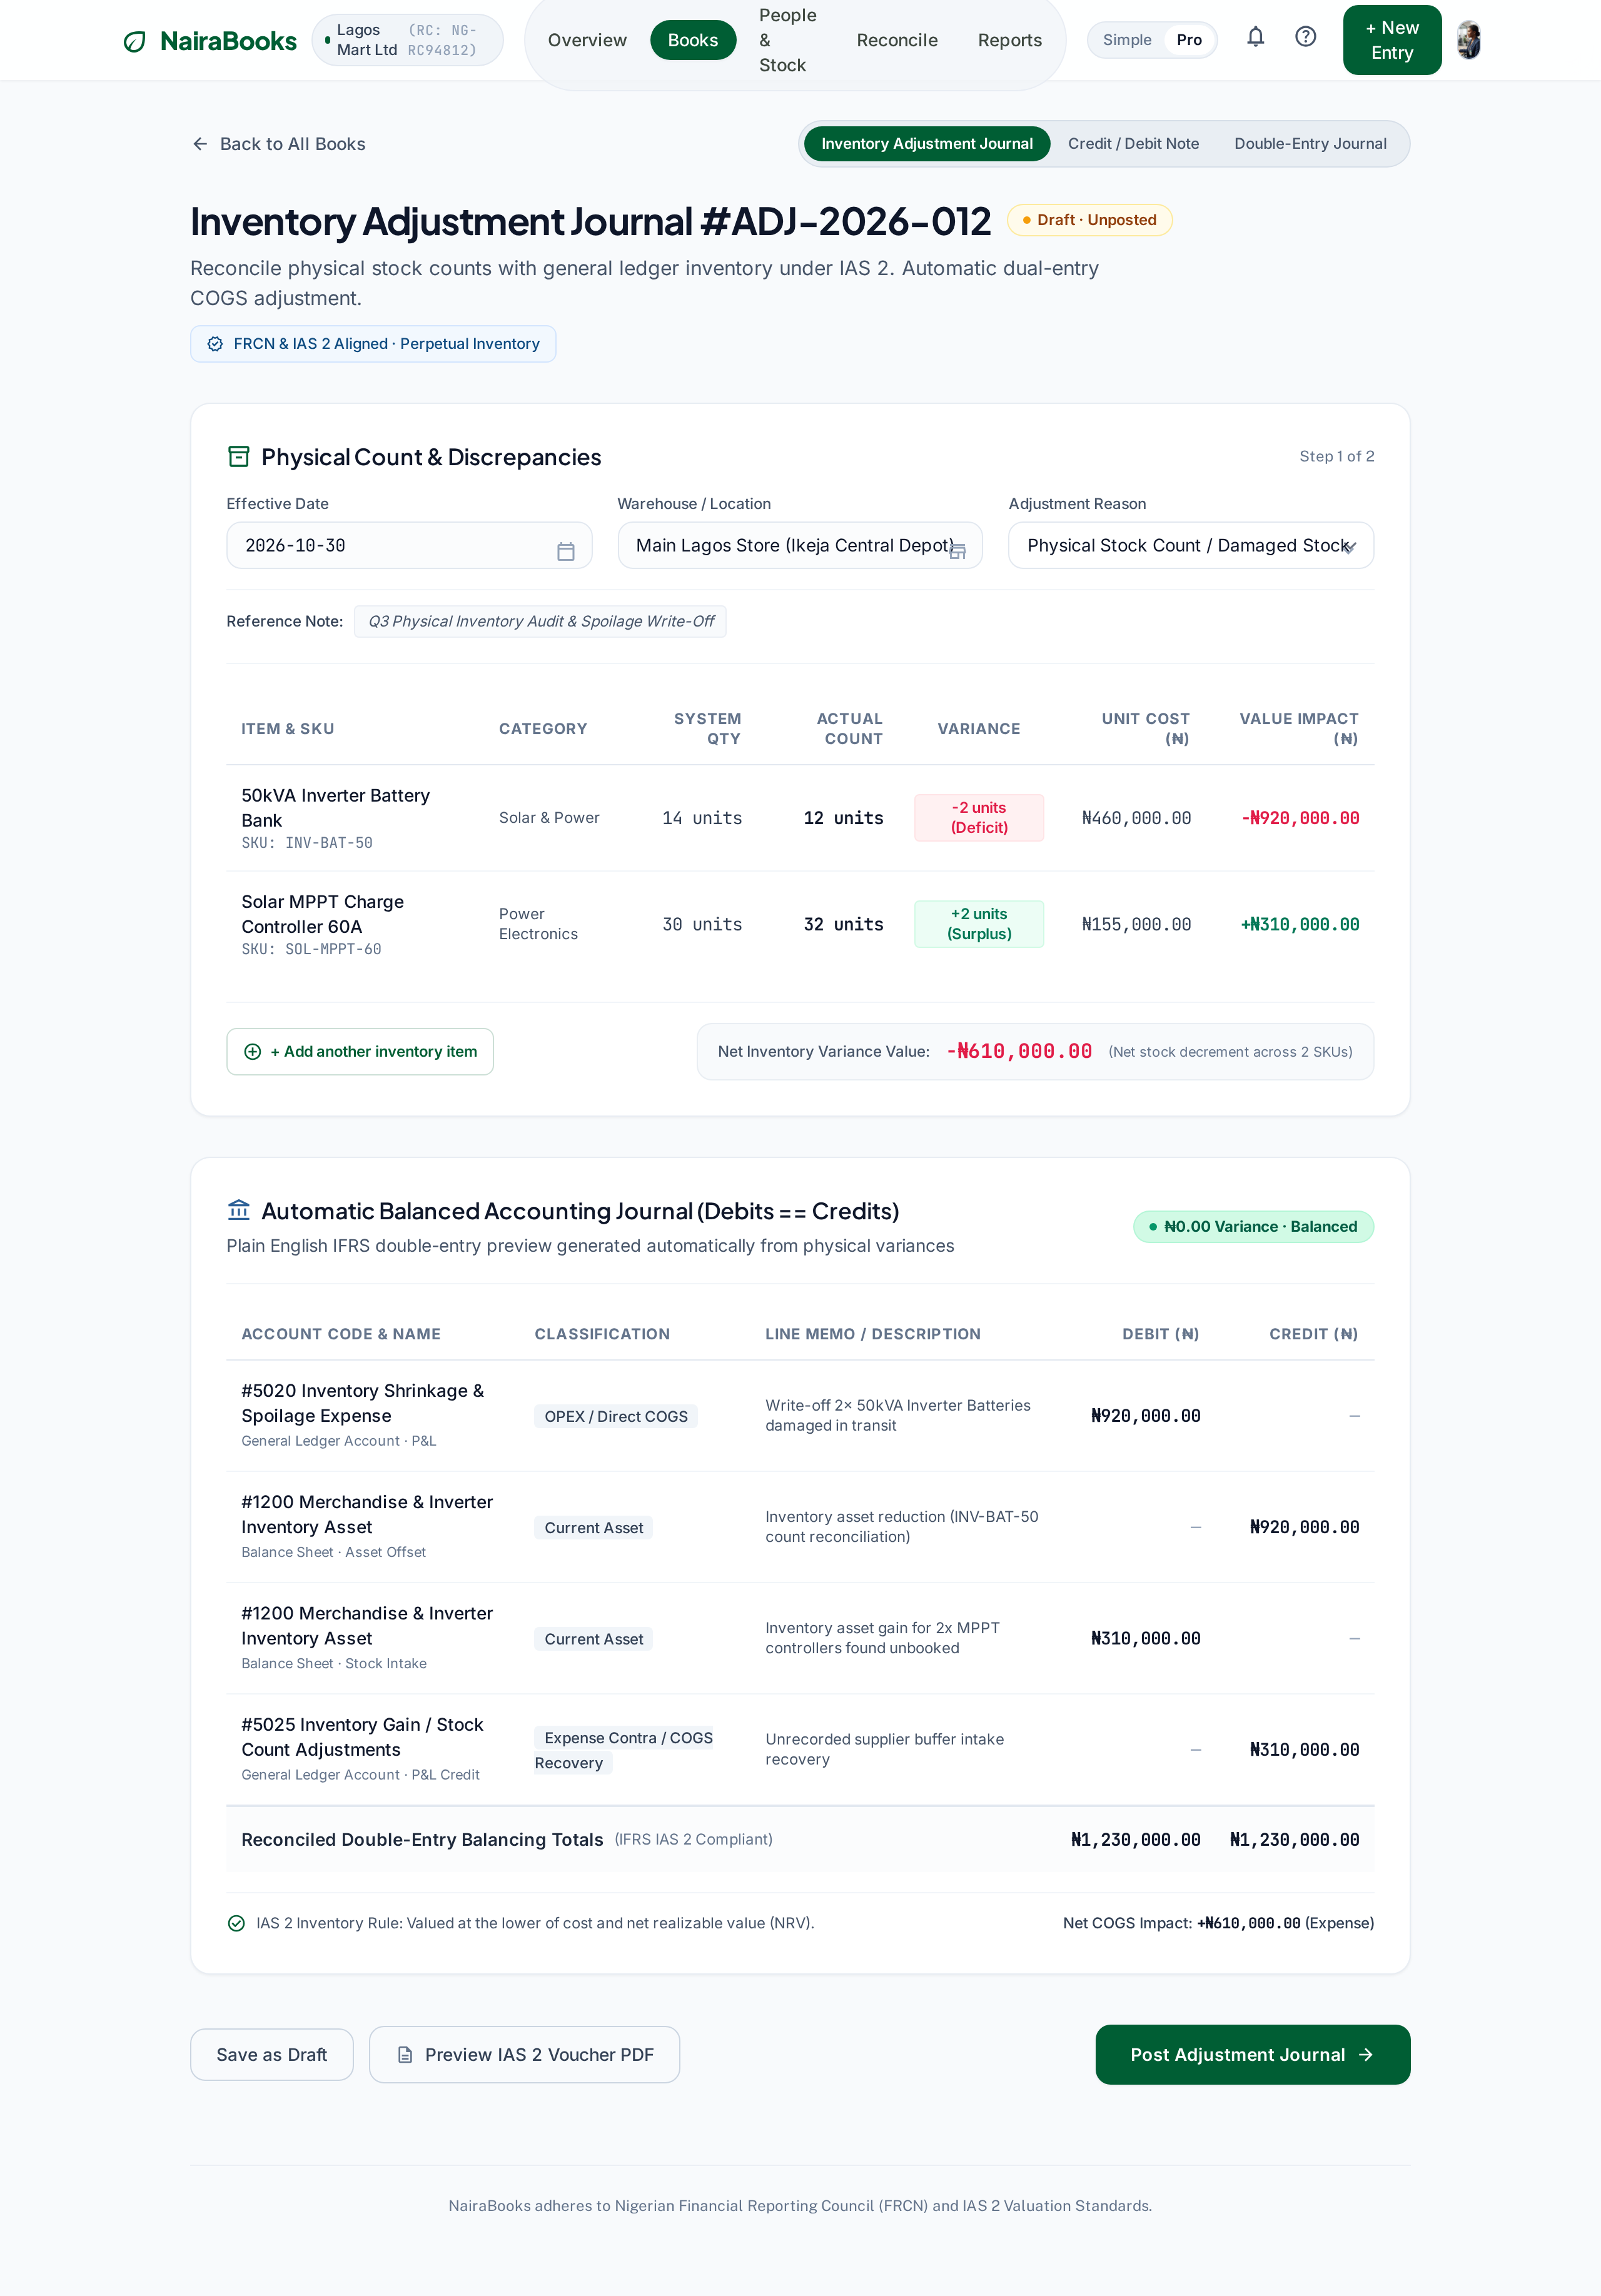 NairaBooks
Lagos Mart Ltd
(RC: NG-RC94812)
Overview
Books
People & Stock
Reconcile
Reports
Simple
Pro
+ New Entry
Back to All Books
Inventory Adjustment Journal
Credit / Debit Note
Double-Entry Journal
Inventory Adjustment Journal #ADJ-2026-012
Draft · Unposted
Reconcile physical stock counts with general ledger inventory under IAS 2. Automatic dual-entry
COGS adjustment.
FRCN & IAS 2 Aligned · Perpetual Inventory
Physical Count & Discrepancies
Step 1 of 2
Effective Date
Warehouse / Location
Adjustment Reason
2026-10-30
Main Lagos Store (Ikeja Central Depot)
Physical Stock Count / Damaged Stock
Reference Note:
Q3 Physical Inventory Audit & Spoilage Write-Off
ITEM & SKU
CATEGORY
SYSTEM QTY
ACTUAL COUNT
VARIANCE
UNIT COST (₦)
VALUE IMPACT (₦)
50kVA Inverter Battery Bank
SKU: INV-BAT-50
Solar & Power
14 units
12 units
-2 units (Deficit)
₦460,000.00
-₦920,000.00
Solar MPPT Charge Controller 60A
SKU: SOL-MPPT-60
Power Electronics
30 units
32 units
+2 units (Surplus)
₦155,000.00
+₦310,000.00
+ Add another inventory item
Net Inventory Variance Value: -₦610,000.00 (Net stock decrement across 2 SKUs)
Automatic Balanced Accounting Journal (Debits == Credits)
Plain English IFRS double-entry preview generated automatically from physical variances
₦0.00 Variance · Balanced
ACCOUNT CODE & NAME
CLASSIFICATION
LINE MEMO / DESCRIPTION
DEBIT (₦)
CREDIT (₦)
#5020 Inventory Shrinkage & Spoilage Expense
General Ledger Account · P&L
OPEX / Direct COGS
Write-off 2× 50kVA Inverter Batteries damaged in transit
₦920,000.00
—
#1200 Merchandise & Inverter Inventory Asset
Balance Sheet · Asset Offset
Current Asset
Inventory asset reduction (INV-BAT-50 count reconciliation)
—
₦920,000.00
#1200 Merchandise & Inverter Inventory Asset
Balance Sheet · Stock Intake
Current Asset
Inventory asset gain for 2x MPPT controllers found unbooked
₦310,000.00
—
#5025 Inventory Gain / Stock Count Adjustments
General Ledger Account · P&L Credit
Expense Contra / COGS Recovery
Unrecorded supplier buffer intake recovery
—
₦310,000.00
Reconciled Double-Entry Balancing Totals (IFRS IAS 2 Compliant)
₦1,230,000.00
₦1,230,000.00
IAS 2 Inventory Rule: Valued at the lower of cost and net realizable value (NRV).
Net COGS Impact: +₦610,000.00 (Expense)
Save as Draft
Preview IAS 2 Voucher PDF
Post Adjustment Journal
NairaBooks adheres to Nigerian Financial Reporting Council (FRCN) and IAS 2 Valuation Standards.